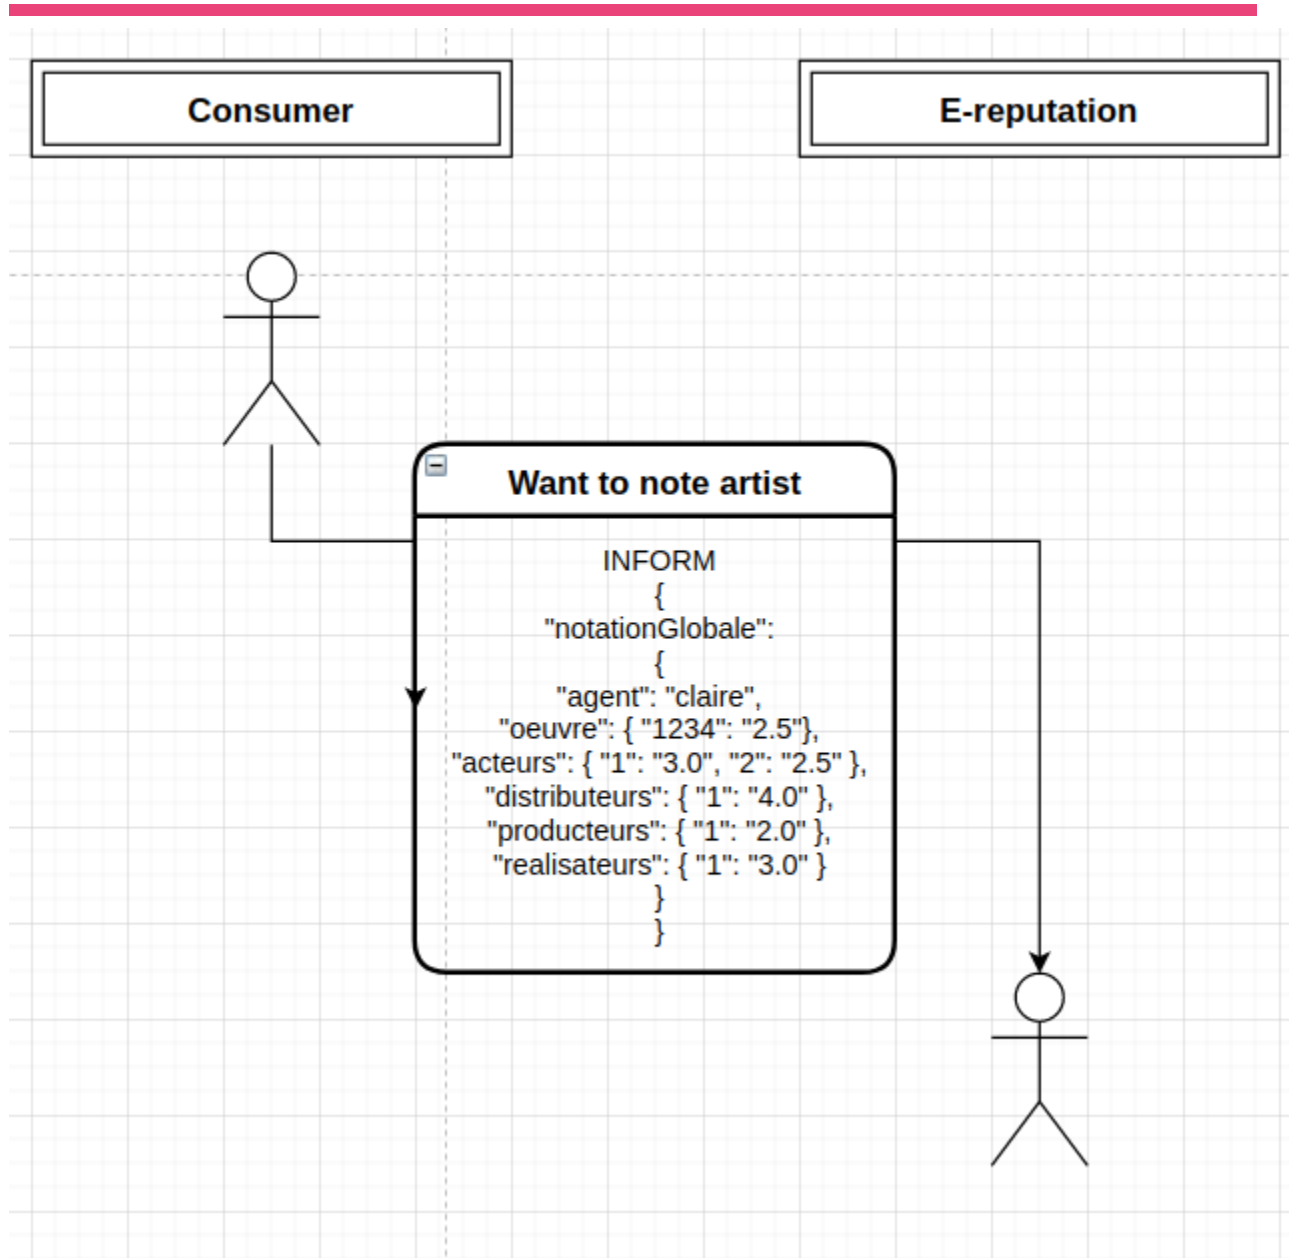 Consumer
E-reputation
Want to note artist
INFORM
{
"notationGlobale":
{
"agent": "claire",
"oeuvre": { "1234": "2.5"},
"acteurs": { "1": "3.0", "2": "2.5" },
"distributeurs": { "1": "4.0" },
"producteurs": { "1": "2.0" },
"realisateurs": { "1": "3.0" }
}
}